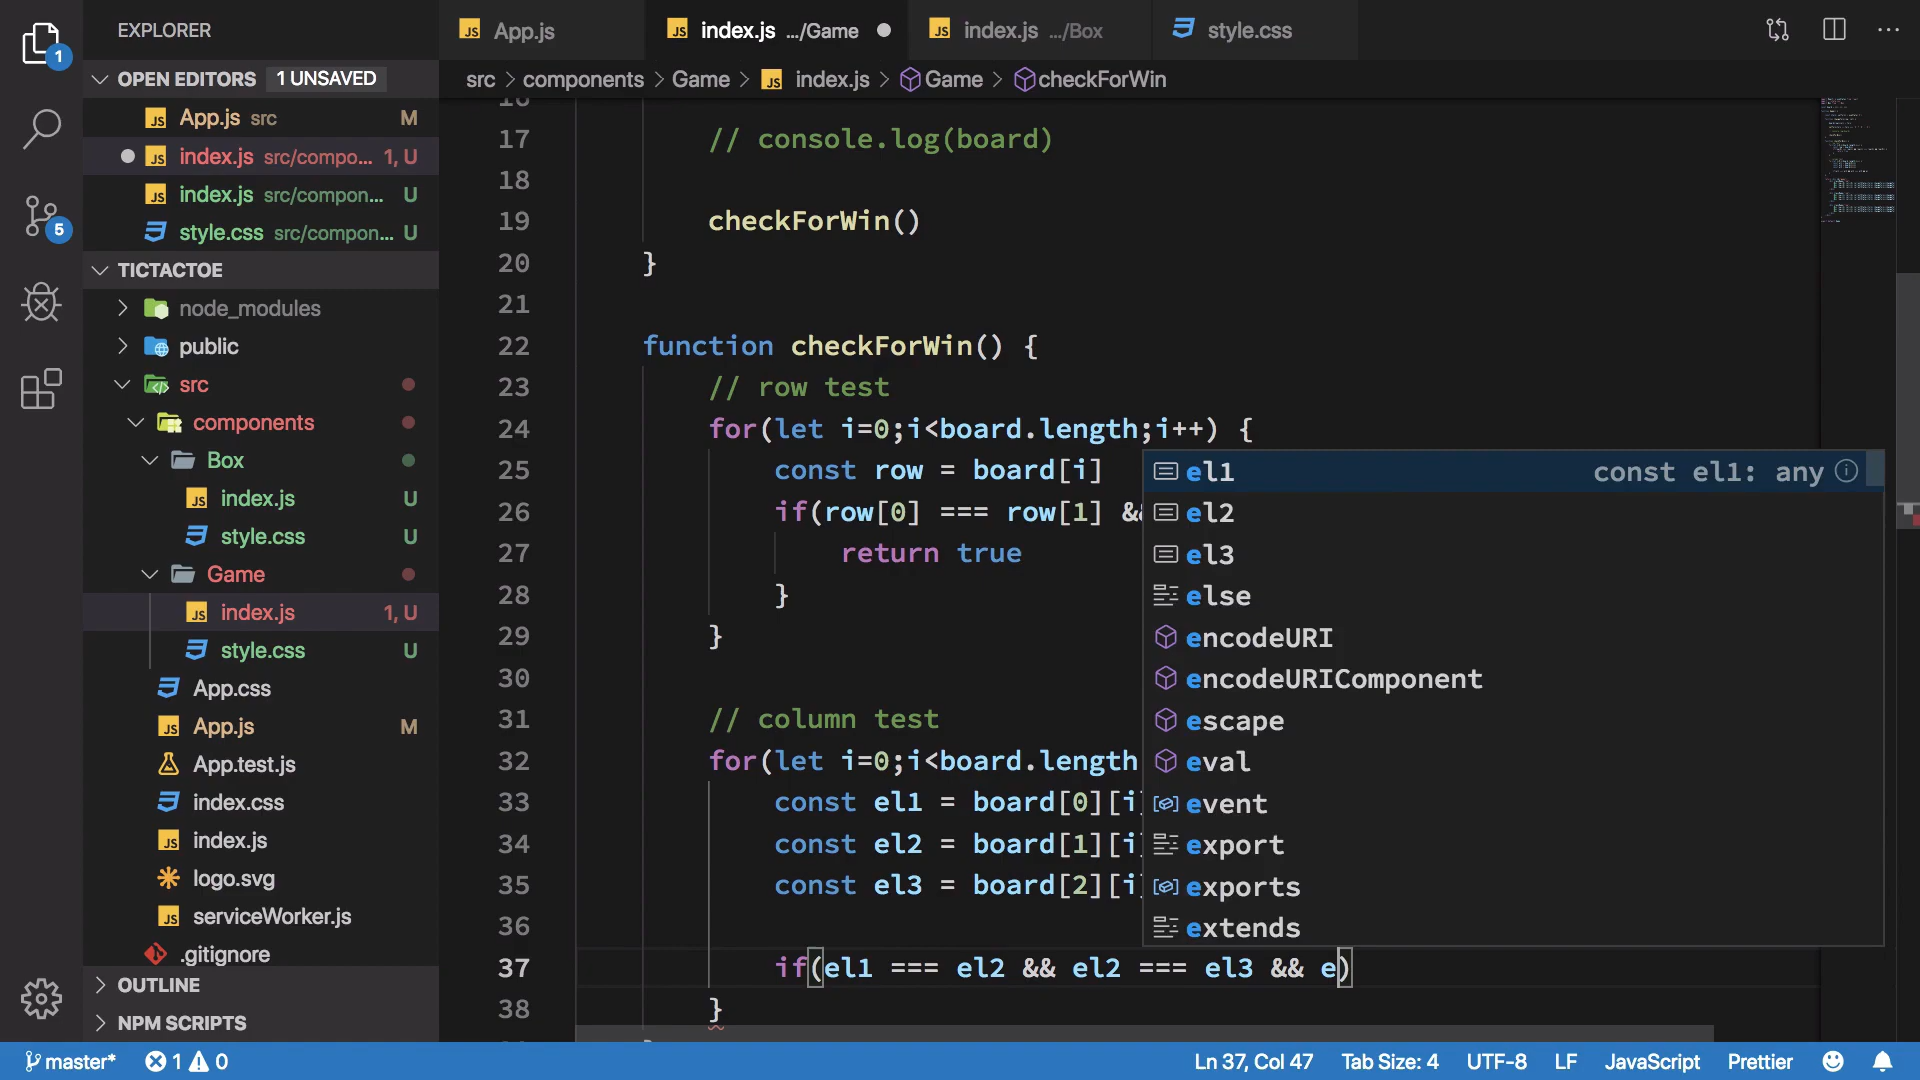 EXPLORER
OPEN EDITORS 1 UNSAVED
App.js src M
index.js src/compo... 1, U
index.js src/compon... U
style.css src/compon... U
TICTACTOE
node_modules
public
src
components
Box
index.js U
style.css U
Game
index.js 1, U
style.css U
App.css
App.js M
App.test.js
index.css
index.js
logo.svg
serviceWorker.js
.gitignore
OUTLINE
NPM SCRIPTS
1
5
App.js index.js .../Game index.js .../Box style.css
src > components > Game > index.js > Game > checkForWin
16
17 // console.log(board)
18
19 checkForWin()
20 }
21
22 function checkForWin() {
23 // row test
24 for(let i=0;i<board.length;i++) {
25 const row = board[i]
26 if(row[0] === row[1] &&
27 return true
28 }
29 }
30
31 // column test
32 for(let i=0;i<board.length
33 const el1 = board[0][i]
34 const el2 = board[1][i]
35 const el3 = board[2][i]
36
37 if(el1 === el2 && el2 === el3 && e)
38 }
el1 const el1: any
el2
el3
else
encodeURI
encodeURIComponent
escape
eval
event
export
exports
extends
master* 1 0 Ln 37, Col 47 Tab Size: 4 UTF-8 LF JavaScript Prettier